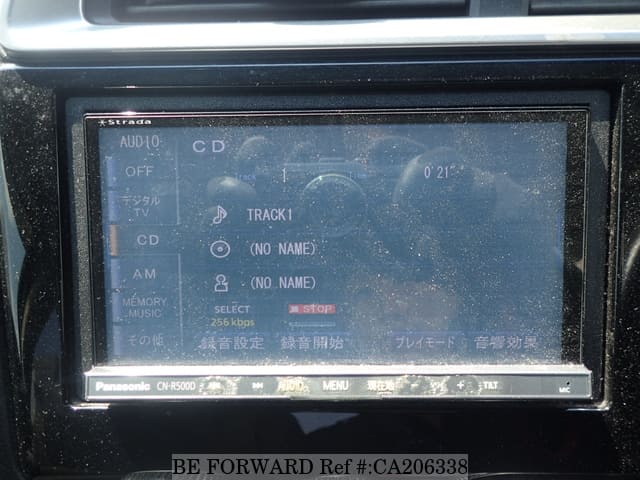 Strada
AUDIO
CD
OFF
Track 1 0'21"
デジタル
TV
TRACK1
CD
(NO NAME)
AM
(NO NAME)
MEMORY
MUSIC
SELECT STOP
256 kbps
その他 録音設定 録音開始 プレイモード 音響効果
Panasonic CN-R500D AUDIO MENU 現在地 + TILT
MIC
BE FORWARD Ref #:CA206338